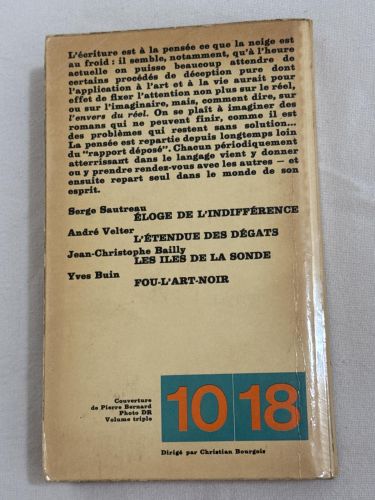 L'écriture est à la pensée ce que la neige est
au froid : il semble, notamment, qu'à l'heure
actuelle on puisse beaucoup attendre de
certains procédés de déception pure dont
l'application à l'art et à la vie aurait pour
effet de fixer l'attention non plus sur le réel,
ou sur l'imaginaire, mais, comment dire, sur
l'envers du réel. On se plaît à imaginer des
romans qui ne peuvent finir, comme il est
des problèmes qui restent sans solution...
La pensée est repartie depuis longtemps loin
du "rapport déposé". Chacun périodiquement
atterrissant dans le langage vient y donner
ou y prendre rendez-vous avec les autres — et
ensuite repart seul dans le monde de son
esprit.
Serge Sautreau
ÉLOGE DE L'INDIFFÉRENCE
André Velter
L'ÉTENDUE DES DÉGATS
Jean-Christophe Bailly
LES ILES DE LA SONDE
Yves Buin
FOU-L'ART-NOIR
Couverture
de Pierre Bernard
Photo DR
Volume triple
10 18
Dirigé par Christian Bourgois